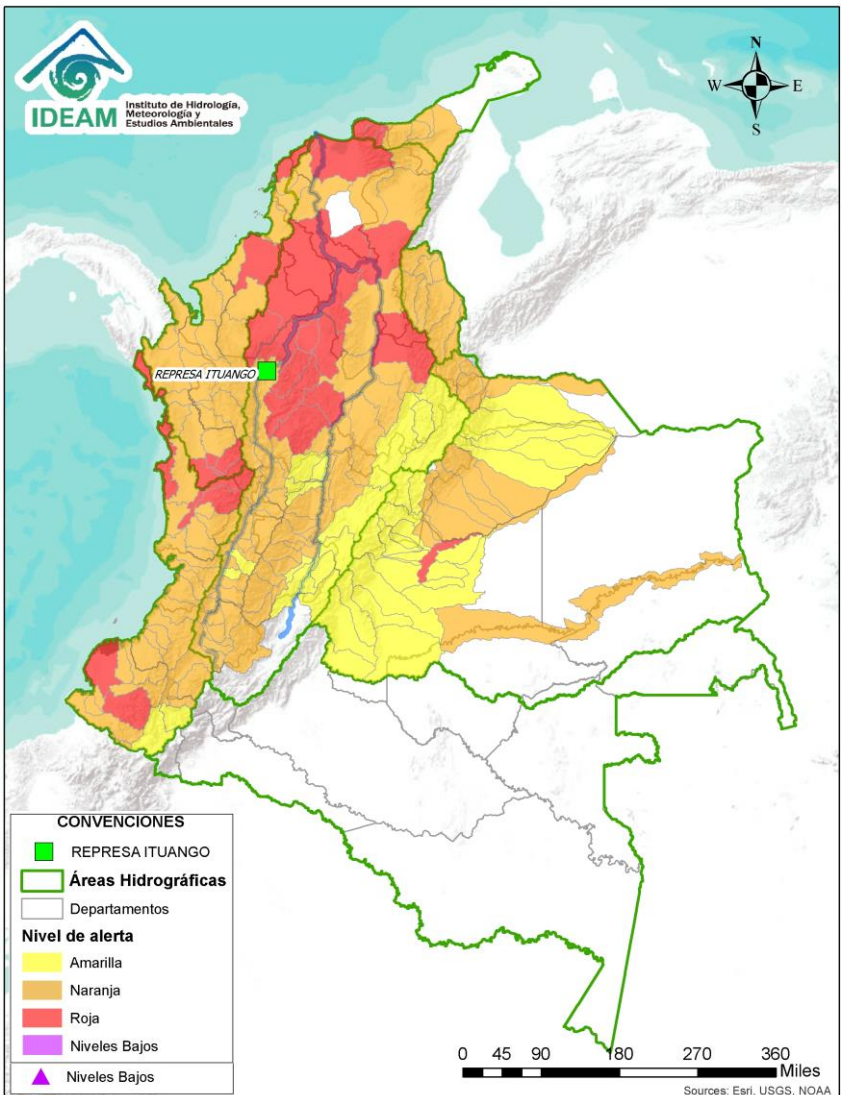 IDEAM
Instituto de Hidrología,
Meteorología y
Estudios Ambientales
N
W E
S
REPRESA ITUANGO
CONVENCIONES
REPRESA ITUANGO
Áreas Hidrográficas
Departamentos
Nivel de alerta
Amarilla
Naranja
Roja
Niveles Bajos
Niveles Bajos
0 45 90 180 270 360
Miles
Sources: Esri, USGS, NOAA